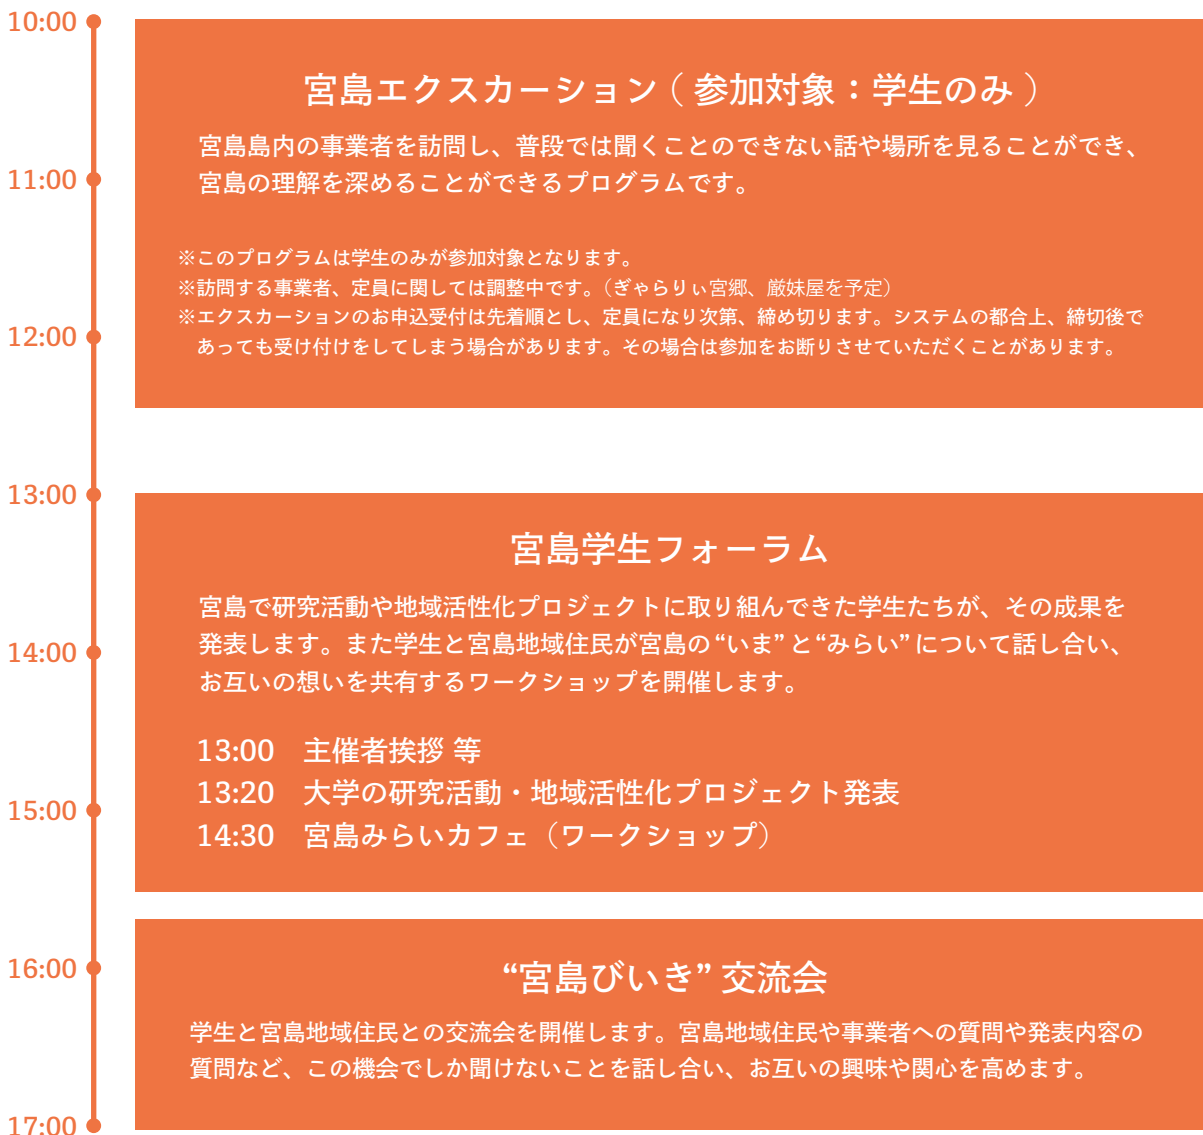 10:00
宮島エクスカーション（ 参加対象：学生のみ ）
宮島島内の事業者を訪問し、普段では聞くことのできない話や場所を見ることができ、
11:00
宮島の理解を深めることができるプログラムです。
※このプログラムは学生のみが参加対象となります。
※訪問する事業者、定員に関しては調整中です。（ぎゃらりぃ宮郷、厳妹屋を予定）
※エクスカーションのお申込受付は先着順とし、定員になり次第、締め切ります。システムの都合上、締切後で
12:00
あっても受け付けをしてしまう場合があります。その場合は参加をお断りさせていただくことがあります。
13:00
宮島学生フォーラム
宮島で研究活動や地域活性化プロジェクトに取り組んできた学生たちが、その成果を
14:00
発表します。また学生と宮島地域住民が宮島の“いま”と“みらい”について話し合い、
お互いの想いを共有するワークショップを開催します。
13:00　主催者挨拶 等
13:20　大学の研究活動・地域活性化プロジェクト発表
15:00
14:30　宮島みらいカフェ（ワークショップ）
16:00
“宮島びいき” 交流会
学生と宮島地域住民との交流会を開催します。宮島地域住民や事業者への質問や発表内容の
質問など、この機会でしか聞けないことを話し合い、お互いの興味や関心を高めます。
17:00